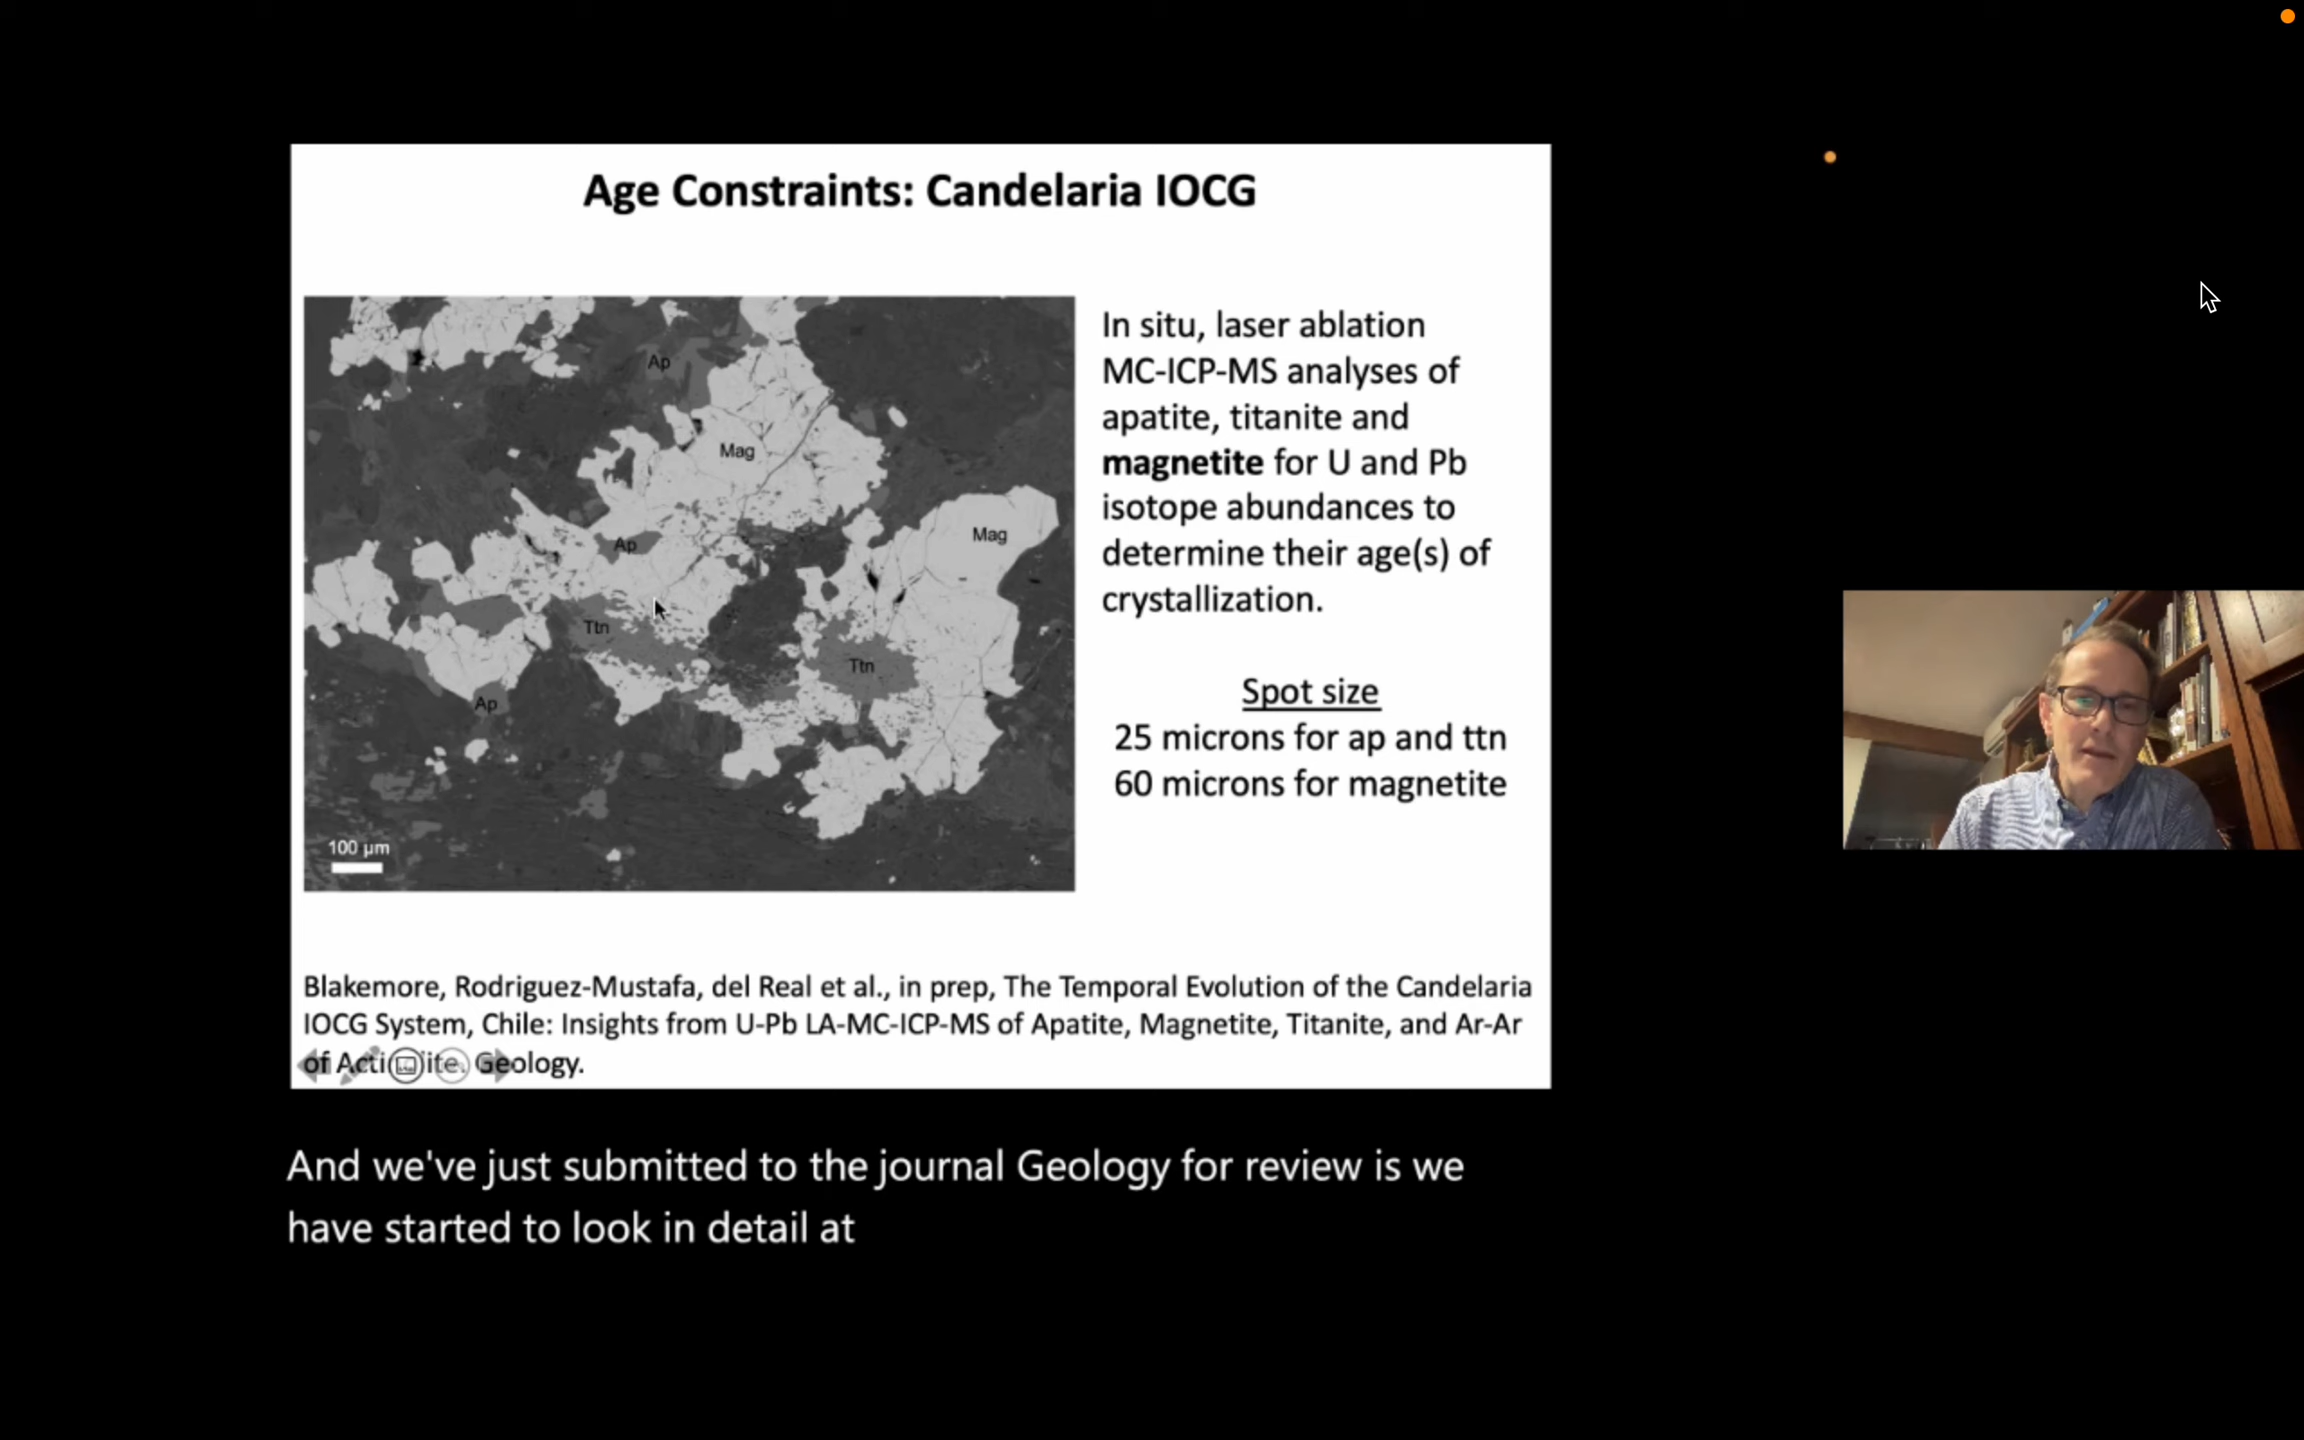 Age Constraints: Candelaria IOCG
Ap
Mag
Mag
Ap
Ttn
Ttn
Ap
100 µm
In situ, laser ablation
MC-ICP-MS analyses of
apatite, titanite and
magnetite for U and Pb
isotope abundances to
determine their age(s) of
crystallization.
Spot size
25 microns for ap and ttn
60 microns for magnetite
Blakemore, Rodriguez-Mustafa, del Real et al., in prep, The Temporal Evolution of the Candelaria
IOCG System, Chile: Insights from U-Pb LA-MC-ICP-MS of Apatite, Magnetite, Titanite, and Ar-Ar
of Geology.
And we've just submitted to the journal Geology for review is we
have started to look in detail at